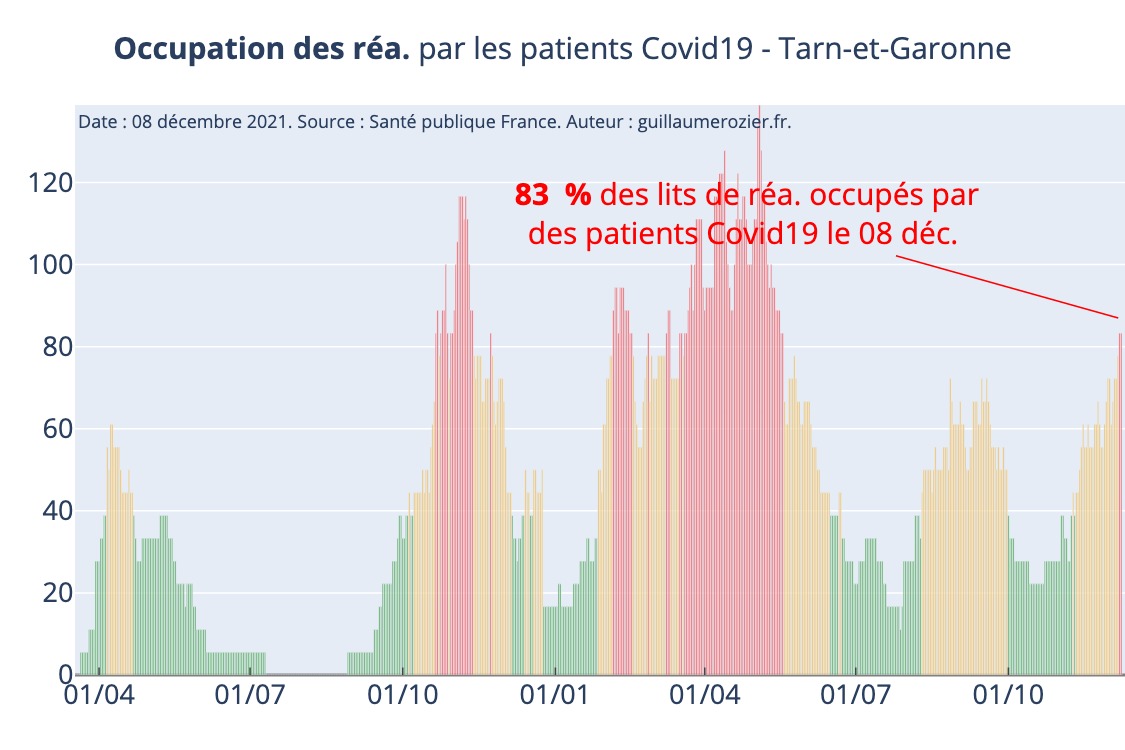 Occupation des réa. par les patients Covid19 - Tarn-et-Garonne
Date : 08 décembre 2021. Source : Santé publique France. Auteur : guillaumerozier.fr.
83  % des lits de réa. occupés par
des patients Covid19 le 08 déc.
120
100
80
60
40
20
0
01/04 01/07 01/10 01/01 01/04 01/07 01/10